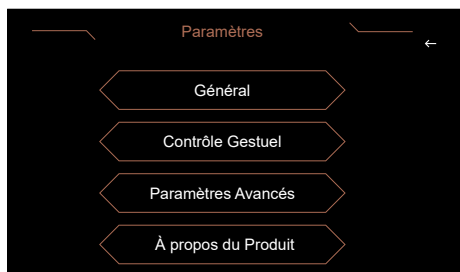 Paramètres
Général
Contrôle Gestuel
Paramètres Avancés
À propos du Produit